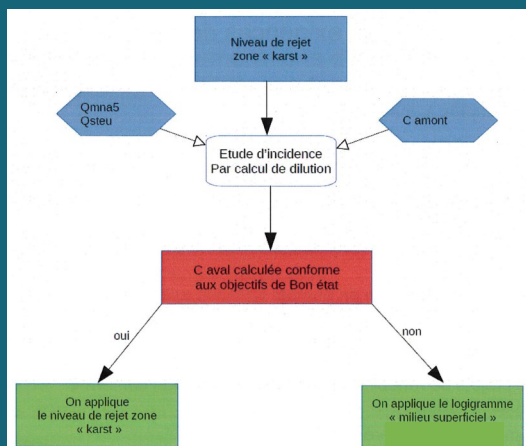 Niveau de rejet
zone « karst »
Qmna5
Qsteu
C amont
Etude d'incidence
Par calcul de dilution
C aval calculée conforme
aux objectifs de Bon état
oui
non
On applique
le niveau de rejet zone
« karst »
On applique le logigramme
« milieu superficiel »